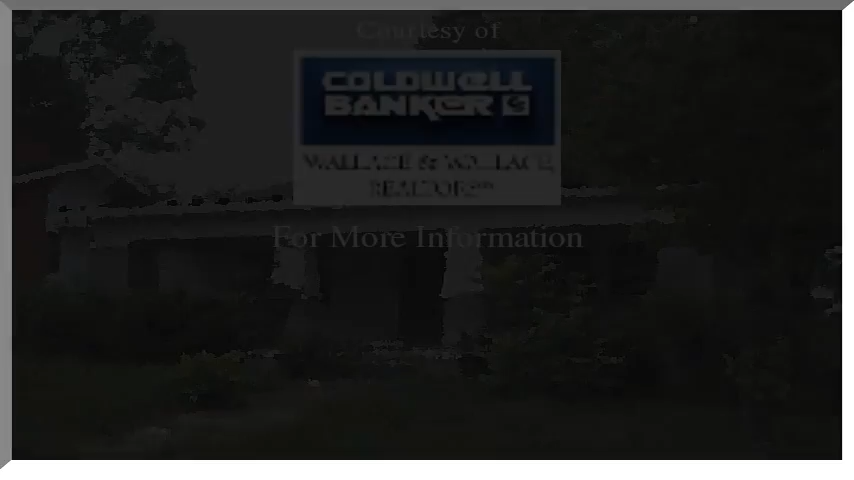 Courtesy of
COLDWELL
BANKER
WALLACE & WALLACE,
REALTORS
For More Information